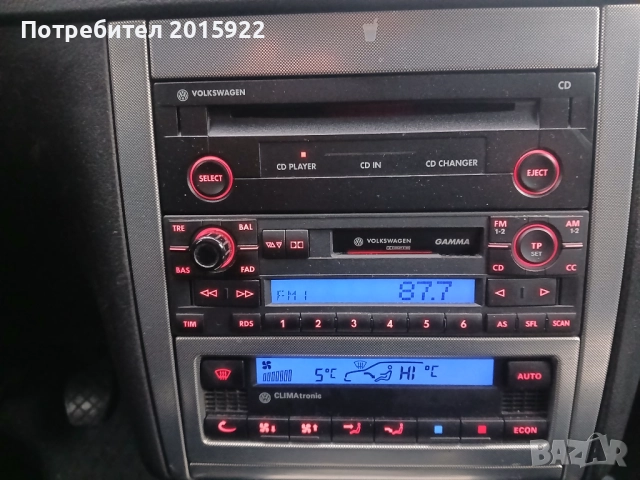 Потребител 2015922
VOLKSWAGEN CD
CD PLAYER CD IN CD CHANGER
SELECT EJECT
TRE BAL FM 1-2 AM 1-2
VOLKSWAGEN GAMMA
TP SET
BAS FAD CD CC
FM1 87.7
TIM RDS 1 2 3 4 5 6 AS SFL SCAN
5°C HI °C
AUTO
CLIMAtronic
ECON
BAZAR